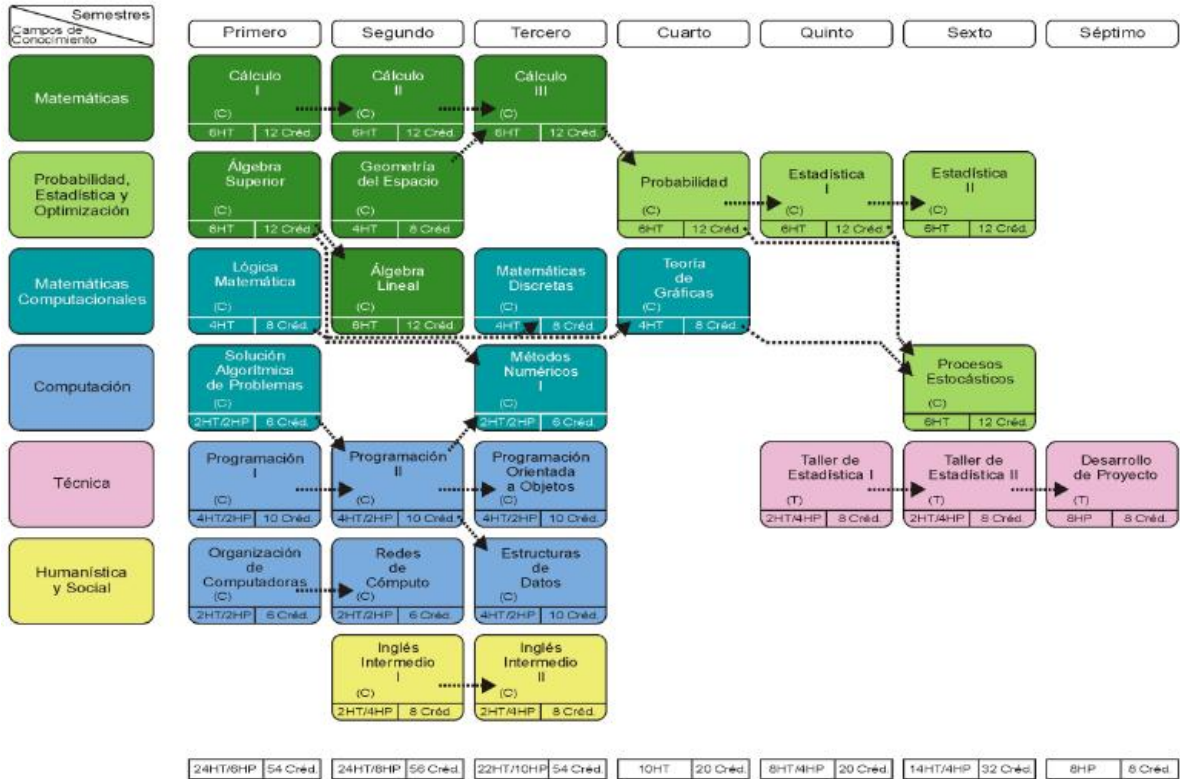 Semestres
Campos de
Conocimiento
Primero
Segundo
Tercero
Cuarto
Quinto
Sexto
Séptimo
Matemáticas
Cálculo
I
(C)
6HT 12 Créd.
Cálculo
II
(C)
6HT 12 Créd.
Cálculo
III
(C)
6HT 12 Créd.
Probabilidad,
Estadística y
Optimización
Álgebra
Superior
(C)
6HT 12 Créd.
Geometría
del Espacio
(C)
4HT 8 Créd.
Probabilidad
(C)
6HT 12 Créd.
Estadística
I
(C)
6HT 12 Créd.
Estadística
II
(C)
6HT 12 Créd.
Matemáticas
Computacionales
Lógica
Matemática
(C)
4HT 8 Créd.
Álgebra
Lineal
(C)
6HT 12 Créd.
Matemáticas
Discretas
(C)
4HT 8 Créd.
Teoría
de
Gráficas
(C)
4HT 8 Créd.
Computación
Solución
Algorítmica
de Problemas
(C)
2HT/2HP 6 Créd.
Métodos
Numéricos
I
(C)
2HT/2HP 6 Créd.
Procesos
Estocásticos
(C)
6HT 12 Créd.
Técnica
Programación
I
(C)
4HT/2HP 10 Créd.
Programación
II
(C)
4HT/2HP 10 Créd.
Programación
Orientada
a Objetos
(C)
4HT/2HP 10 Créd.
Taller de
Estadística I
(T)
2HT/4HP 8 Créd.
Taller de
Estadística II
(T)
2HT/4HP 8 Créd.
Desarrollo
de Proyecto
(T)
8HP 8 Créd.
Humanística
y Social
Organización
de
Computadoras
(C)
2HT/2HP 6 Créd.
Redes
de
Cómputo
(C)
2HT/2HP 6 Créd.
Estructuras
de
Datos
(C)
4HT/2HP 10 Créd.
Inglés
Intermedio
I
(C)
2HT/4HP 8 Créd.
Inglés
Intermedio
II
(C)
2HT/4HP 8 Créd.
24HT/6HP 54 Créd.
24HT/8HP 56 Créd.
22HT/10HP 54 Créd.
10HT 20 Créd.
8HT/4HP 20 Créd.
14HT/4HP 32 Créd.
8HP 8 Créd.